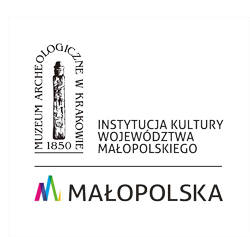 MUZEUM ARCHEOLOGICZNE W KRAKOWIE
1850
INSTYTUCJA KULTURY
WOJEWÓDZTWA
MAŁOPOLSKIEGO
MAŁOPOLSKA